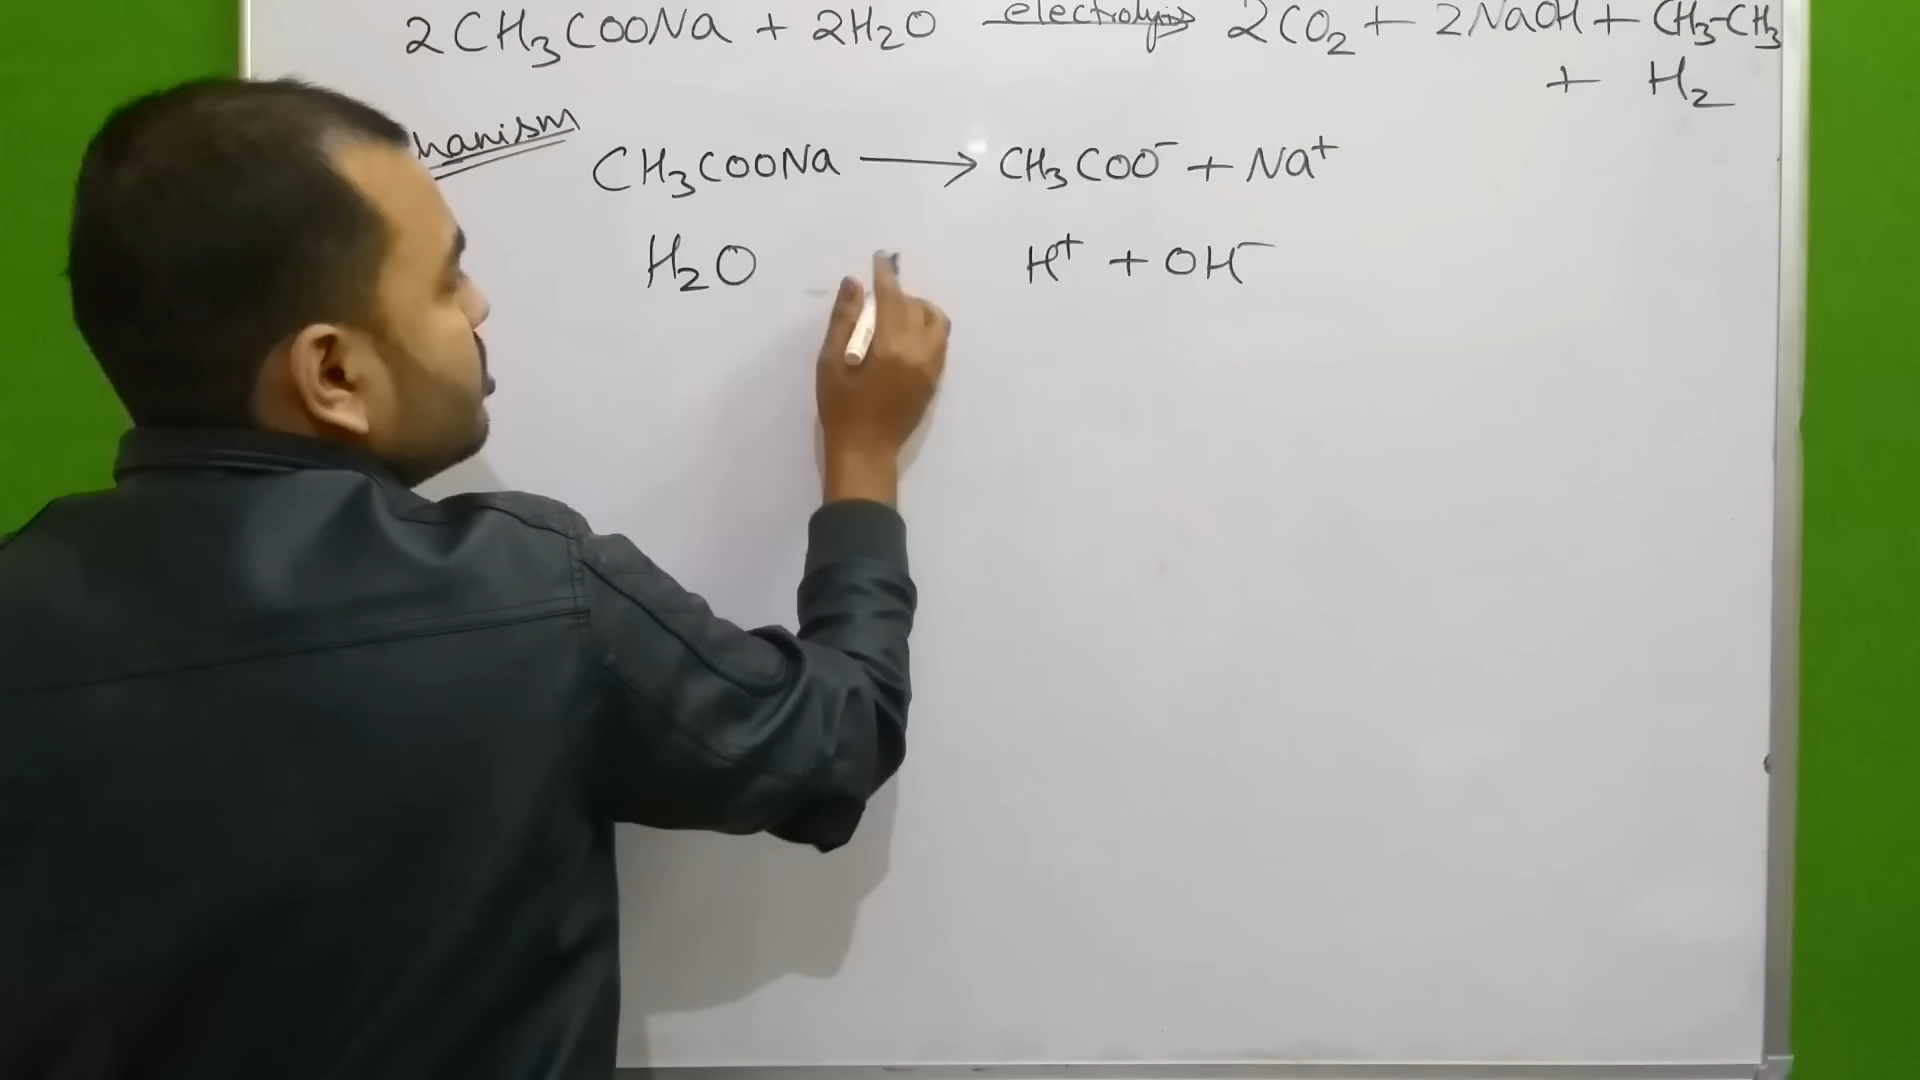 2CH₃COONa + 2H₂O electrolysis 2CO₂ + 2NaOH + CH₃-CH₃
+ H₂
hanism
CH₃COONa ⟶ CH₃COO⁻ + Na⁺
H₂O H⁺ + OH⁻